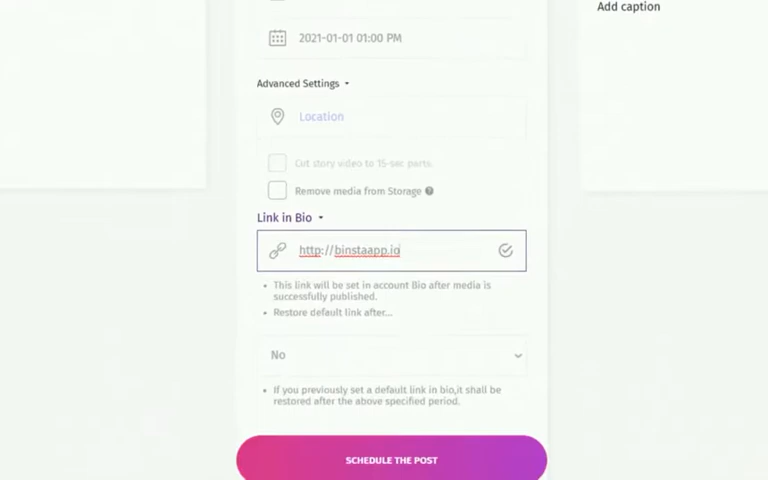 Add caption
2021-01-01 01:00 PM
Advanced Settings
Location
Cut story video to 15-sec parts.
Remove media from Storage ?
Link in Bio
http://binstaapp.io
This link will be set in account Bio after media is
successfully published.
Restore default link after...
No
If you previously set a default link in bio,it shall be
restored after the above specified period.
SCHEDULE THE POST